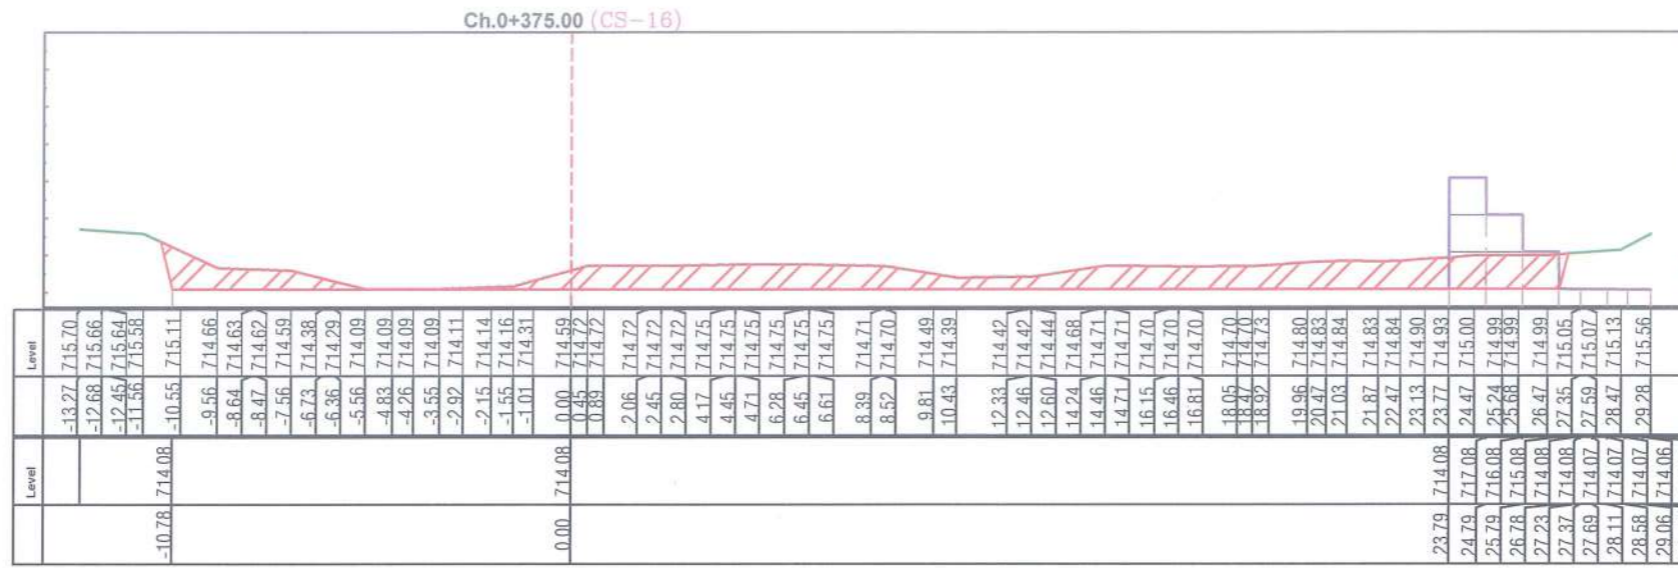 Ch.0+375.00 (CS-16)
Level 715.70 715.66 715.64 715.58 715.11 714.66 714.63 714.62 714.59 714.38 714.29 714.09 714.09 714.09 714.09 714.11 714.14 714.16 714.31 714.59 714.72 714.72 714.72 714.72 714.72 714.75 714.75 714.75 714.75 714.75 714.75 714.71 714.70 714.49 714.39 714.42 714.42 714.44 714.68 714.71 714.71 714.70 714.70 714.70 714.70 714.70 714.73 714.80 714.83 714.84 714.83 714.84 714.90 714.93 715.00 714.99 714.99 714.99 715.05 715.07 715.13 715.56
-13.27 -12.68 -12.45 -11.56 -10.55 -9.56 -8.64 -8.47 -7.56 -6.73 -6.36 -5.56 -4.83 -4.26 -3.55 -2.92 -2.15 -1.55 -1.01 0.00 0.45 0.89 2.06 2.45 2.80 4.17 4.45 4.71 6.28 6.45 6.61 8.39 8.52 9.81 10.43 12.33 12.46 12.60 14.24 14.46 14.71 16.15 16.46 16.81 18.05 18.47 18.92 19.96 20.47 21.03 21.87 22.47 23.13 23.77 24.47 25.24 25.68 26.47 27.35 27.59 28.47 29.28
Level 714.08 714.08 714.08 717.08 716.08 715.08 714.08 714.08 714.07 714.07 714.07 714.06
-10.78 0.00 23.79 24.79 25.79 26.78 27.23 27.37 27.69 28.11 28.58 29.06